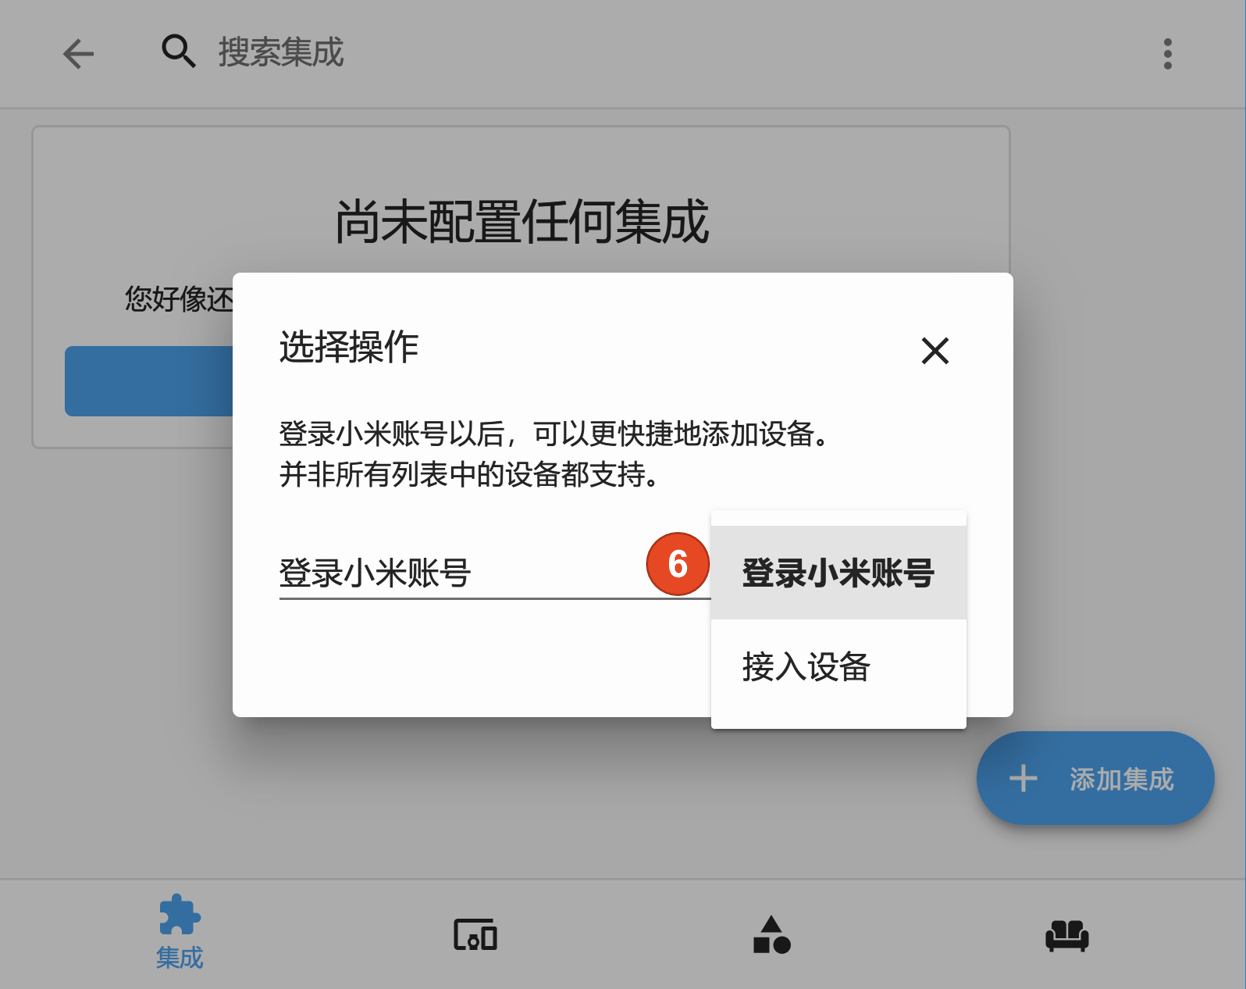 搜索集成
尚未配置任何集成
您好像还
选择操作
登录小米账号以后，可以更快捷地添加设备。
并非所有列表中的设备都支持。
登录小米账号
6
登录小米账号
接入设备
添加集成
集成